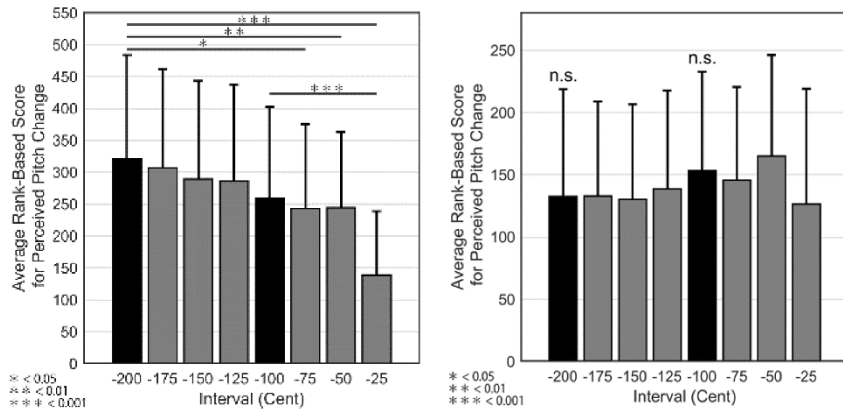 550
500
450
400
350
300
250
200
150
100
50
0
Average Rank-Based Score
for Perceived Pitch Change
***
**
*
***
-200 -175 -150 -125 -100 -75 -50 -25
Interval (Cent)
* < 0.05
** < 0.01
*** < 0.001
250
200
150
100
50
0
Average Rank-Based Score
for Perceived Pitch Change
n.s.
n.s.
-200 -175 -150 -125 -100 -75 -50 -25
Interval (Cent)
* < 0.05
** < 0.01
*** < 0.001